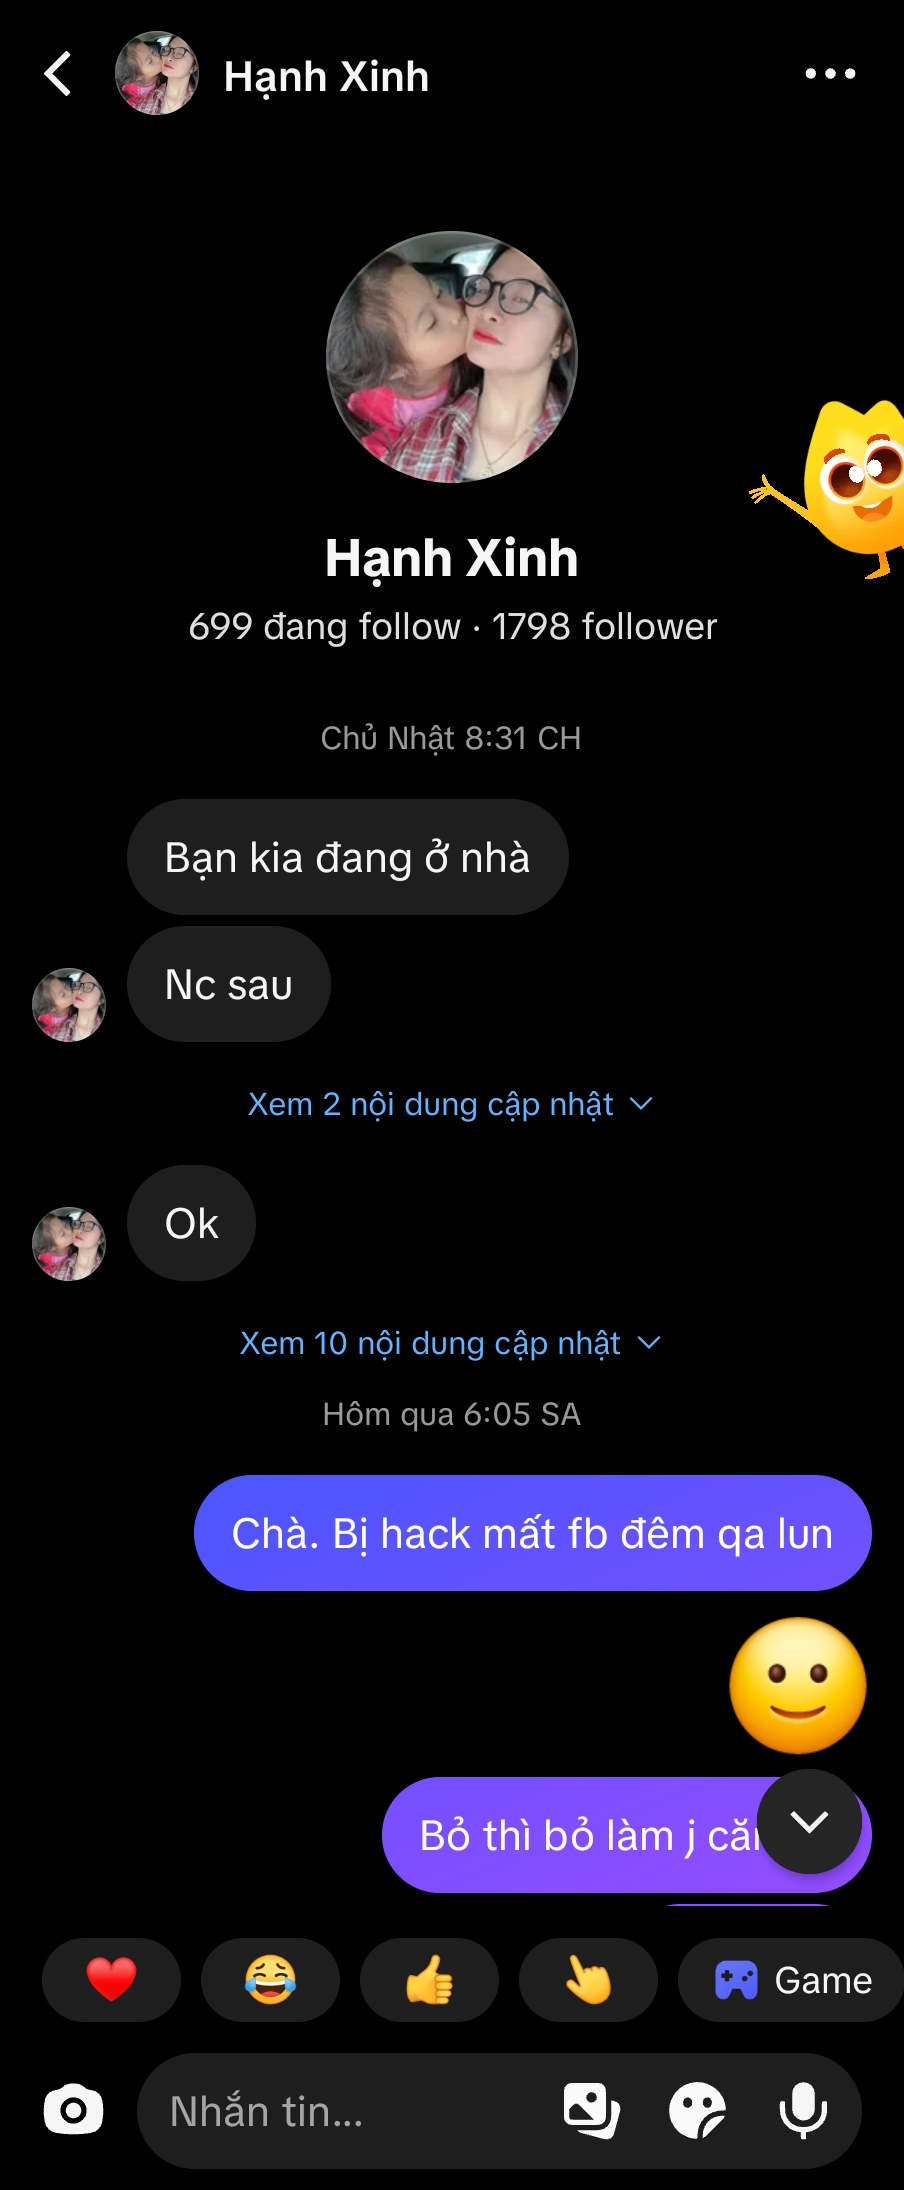 Hạnh Xinh
Hạnh Xinh
699 đang follow · 1798 follower
Chủ Nhật 8:31 CH
Bạn kia đang ở nhà
Nc sau
Xem 2 nội dung cập nhật
Ok
Xem 10 nội dung cập nhật
Hôm qua 6:05 SA
Chà. Bị hack mất fb đêm qa lun
Bỏ thì bỏ làm j
Game
Nhắn tin...